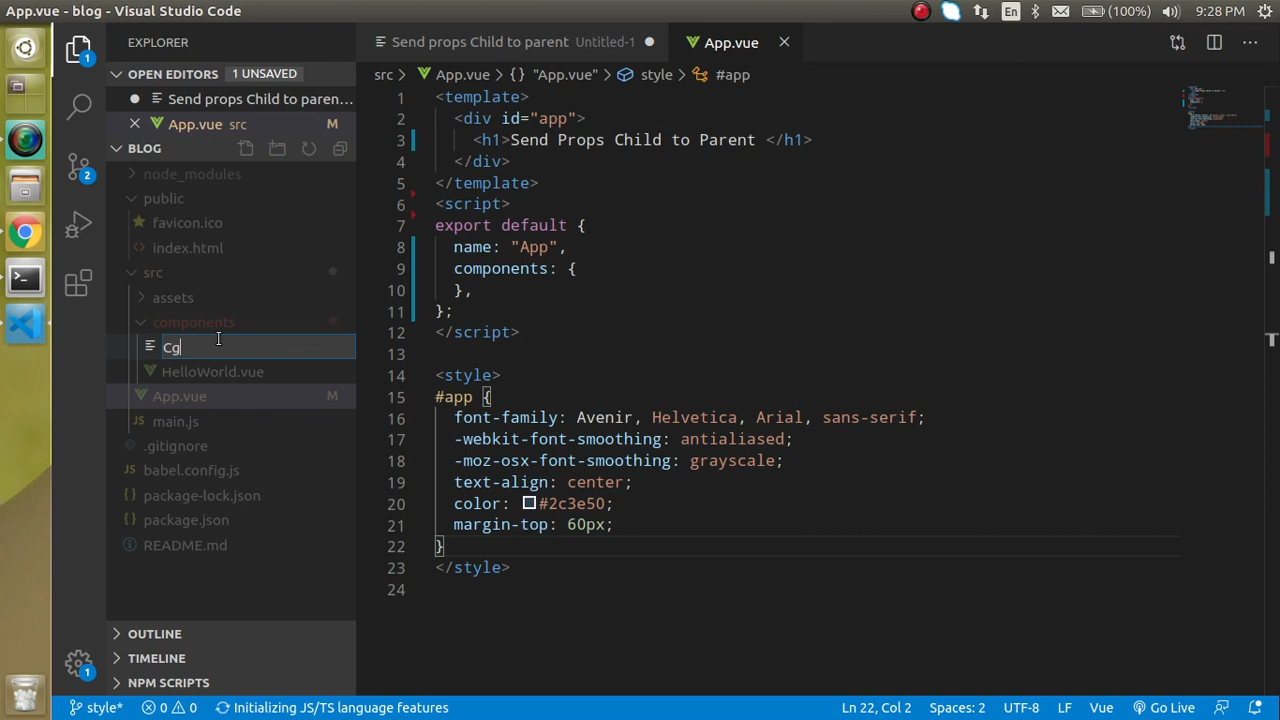 App.vue - blog - Visual Studio Code
En (100%) 9:28 PM
EXPLORER
OPEN EDITORS 1 UNSAVED
Send props Child to paren...
App.vue src M
BLOG
node_modules
public
favicon.ico
index.html
src
assets
components
Cg
HelloWorld.vue
App.vue M
main.js
.gitignore
babel.config.js
package-lock.json
package.json
README.md
OUTLINE
TIMELINE
NPM SCRIPTS
1
2
1
Send props Child to parent Untitled-1
App.vue
src > App.vue > {} "App.vue" > style > #app
1 <template>
2 <div id="app">
3 <h1>Send Props Child to Parent </h1>
4 </div>
5 </template>
6 <script>
7 export default {
8 name: "App",
9 components: {
10 },
11 };
12 </script>
13
14 <style>
15 #app {
16 font-family: Avenir, Helvetica, Arial, sans-serif;
17 -webkit-font-smoothing: antialiased;
18 -moz-osx-font-smoothing: grayscale;
19 text-align: center;
20 color: #2c3e50;
21 margin-top: 60px;
22 }
23 </style>
24
style* 0 0 Initializing JS/TS language features Ln 22, Col 2 Spaces: 2 UTF-8 LF Vue Go Live